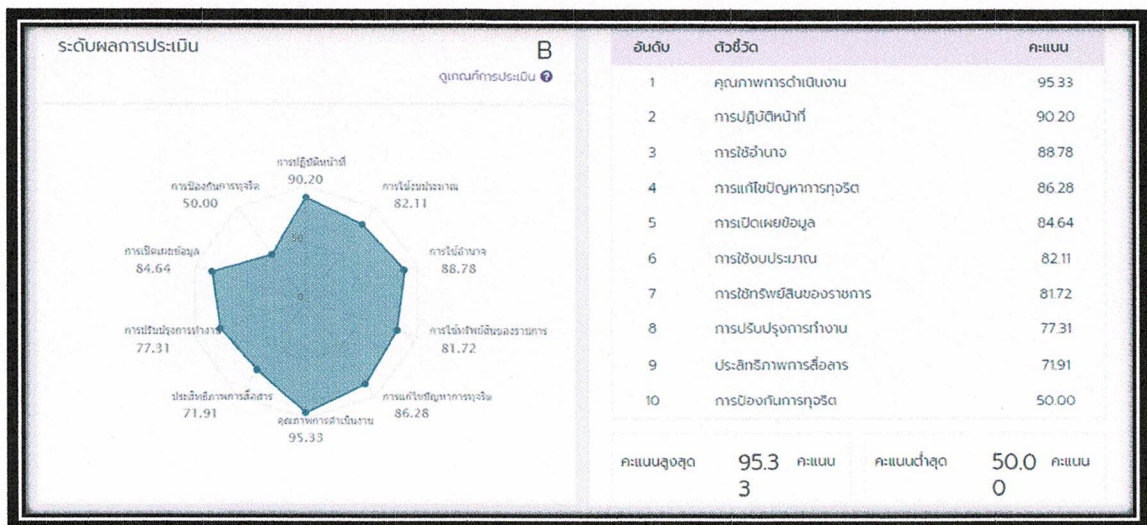 ระดับผลการประเมิน
B
ดูเกณฑ์การประเมิน ?
การปฏิบัติหน้าที่
90.20
การใช้งบประมาณ
82.11
การใช้อำนาจ
88.78
การใช้ทรัพย์สินของราชการ
81.72
การแก้ไขปัญหาการทุจริต
86.28
คุณภาพการดำเนินงาน
95.33
ประสิทธิภาพการสื่อสาร
71.91
การปรับปรุงการทำงาน
77.31
การเปิดเผยข้อมูล
84.64
การป้องกันการทุจริต
50.00
50
0
อันดับ ตัวชี้วัด คะแนน
1 คุณภาพการดำเนินงาน 95.33
2 การปฏิบัติหน้าที่ 90.20
3 การใช้อำนาจ 88.78
4 การแก้ไขปัญหาการทุจริต 86.28
5 การเปิดเผยข้อมูล 84.64
6 การใช้งบประมาณ 82.11
7 การใช้ทรัพย์สินของราชการ 81.72
8 การปรับปรุงการทำงาน 77.31
9 ประสิทธิภาพการสื่อสาร 71.91
10 การป้องกันการทุจริต 50.00
คะแนนสูงสุด 95.3 คะแนน คะแนนต่ำสุด 50.0 คะแนน
3 0